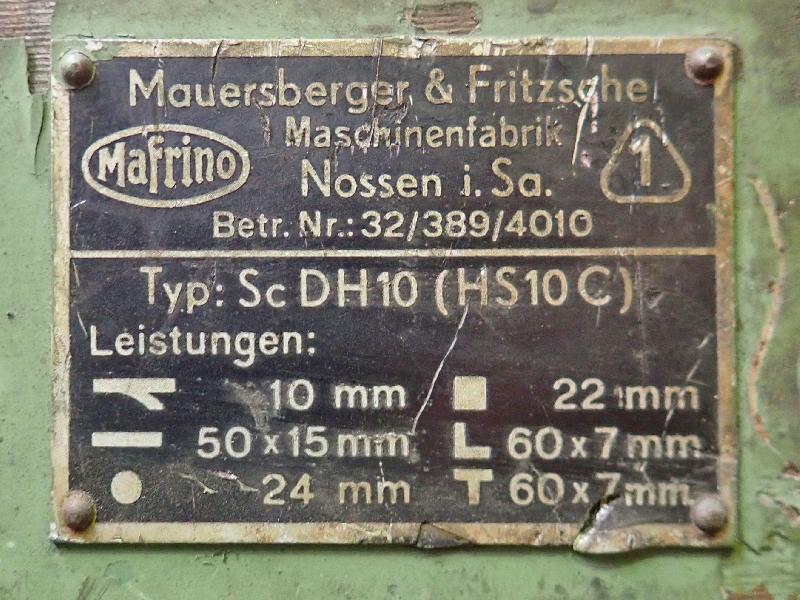 Mauersberger & Fritzsche
Maschinenfabrik
Mafrino
1
Nossen i. Sa.
Betr. Nr.: 32/389/4010
Typ: Sc DH10 (HS10C)
Leistungen:
10 mm 22 mm
50 x 15 mm L 60 x 7 mm
24 mm T 60 x 7 mm